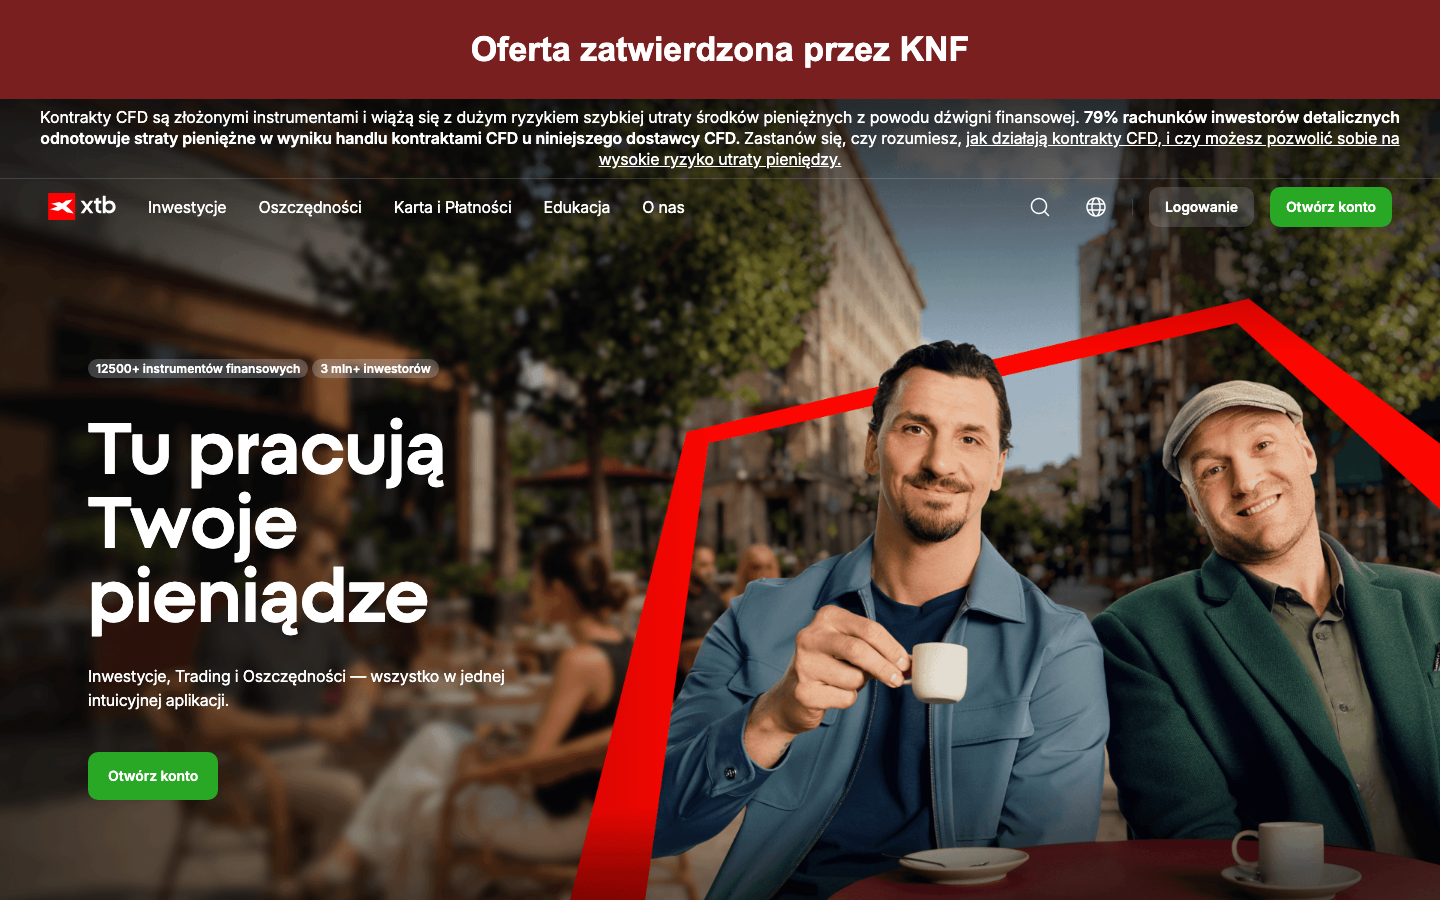 Oferta zatwierdzona przez KNF
Kontrakty CFD są złożonymi instrumentami i wiążą się z dużym ryzykiem szybkiej utraty środków pieniężnych z powodu dźwigni finansowej. 79% rachunków inwestorów detalicznych
odnotowuje straty pieniężne w wyniku handlu kontraktami CFD u niniejszego dostawcy CFD. Zastanów się, czy rozumiesz, jak działają kontrakty CFD, i czy możesz pozwolić sobie na
wysokie ryzyko utraty pieniędzy.
xtb Inwestycje Oszczędności Karta i Płatności Edukacja O nas Logowanie Otwórz konto
12500+ instrumentów finansowych 3 mln+ inwestorów
Tu pracują
Twoje
pieniądze
Inwestycje, Trading i Oszczędności — wszystko w jednej
intuicyjnej aplikacji.
Otwórz konto